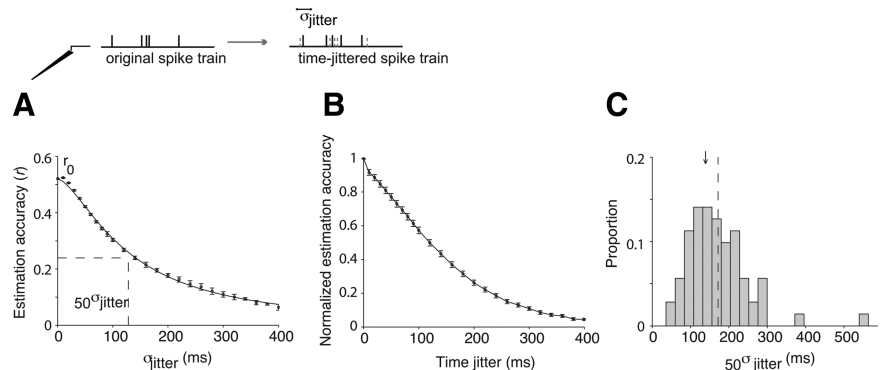 σjitter
original spike train
time-jittered spike train
A
B
C
Estimation accuracy (r)
0.6
0.4
0.2
0
r0
50σjitter
0
100
200
300
400
σjitter (ms)
Normalized estimation accuracy
1
0.8
0.6
0.4
0.2
0
0
100
200
300
400
Time jitter (ms)
Proportion
0.2
0.1
0
0
100
200
300
400
500
50σ jitter (ms)